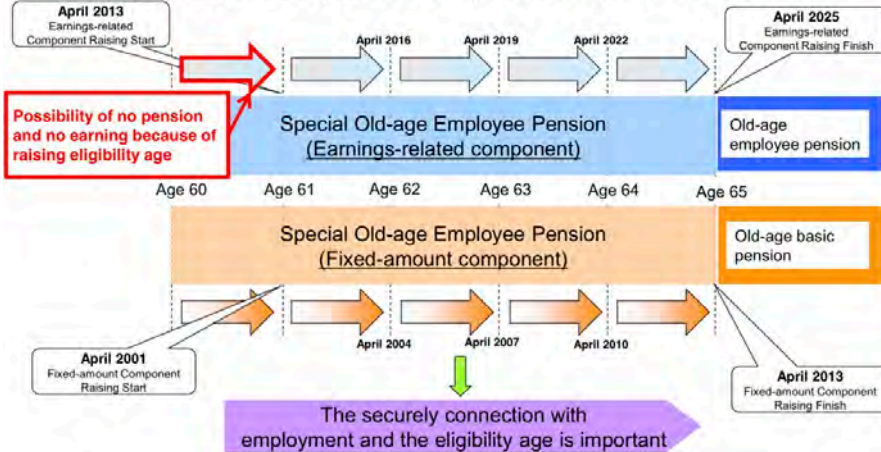 April 2013
Earnings-related
Component Raising Start
April 2016
April 2019
April 2022
April 2025
Earnings-related
Component Raising Finish
Possibility of no pension
and no earning because of
raising eligibility age
Special Old-age Employee Pension
(Earnings-related component)
Old-age
employee pension
Age 60
Age 61
Age 62
Age 63
Age 64
Age 65
Special Old-age Employee Pension
(Fixed-amount component)
Old-age basic
pension
April 2001
Fixed-amount Component
Raising Start
April 2004
April 2007
April 2010
April 2013
Fixed-amount Component
Raising Finish
The securely connection with
employment and the eligibility age is important